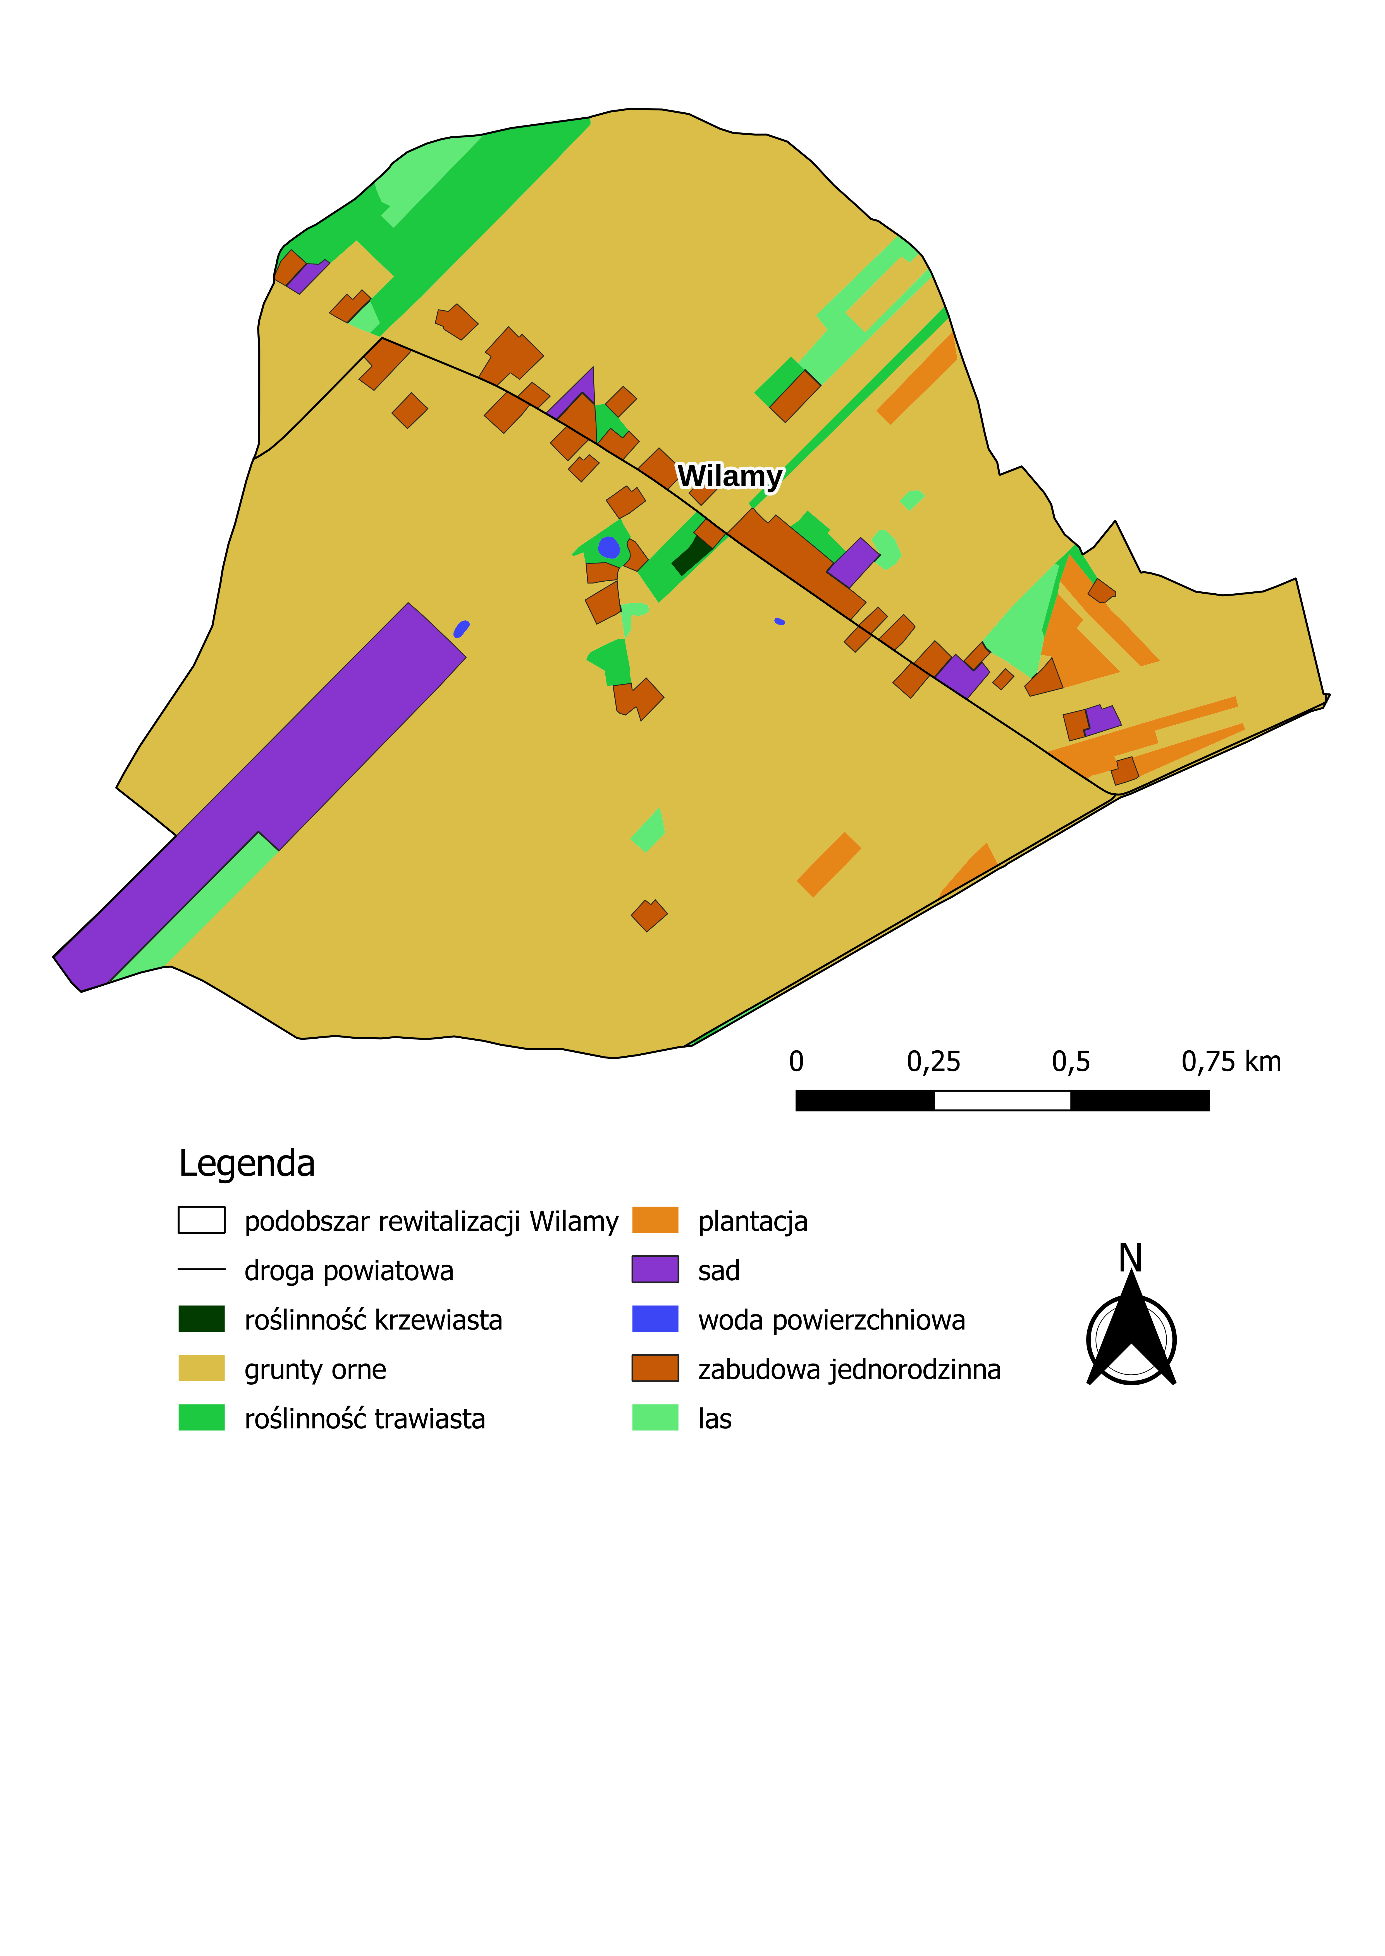 Wilamy
0 0,25 0,5 0,75 km
Legenda
podobszar rewitalizacji Wilamy
droga powiatowa
roślinność krzewiasta
grunty orne
roślinność trawiasta
plantacja
sad
woda powierzchniowa
zabudowa jednorodzinna
las
N